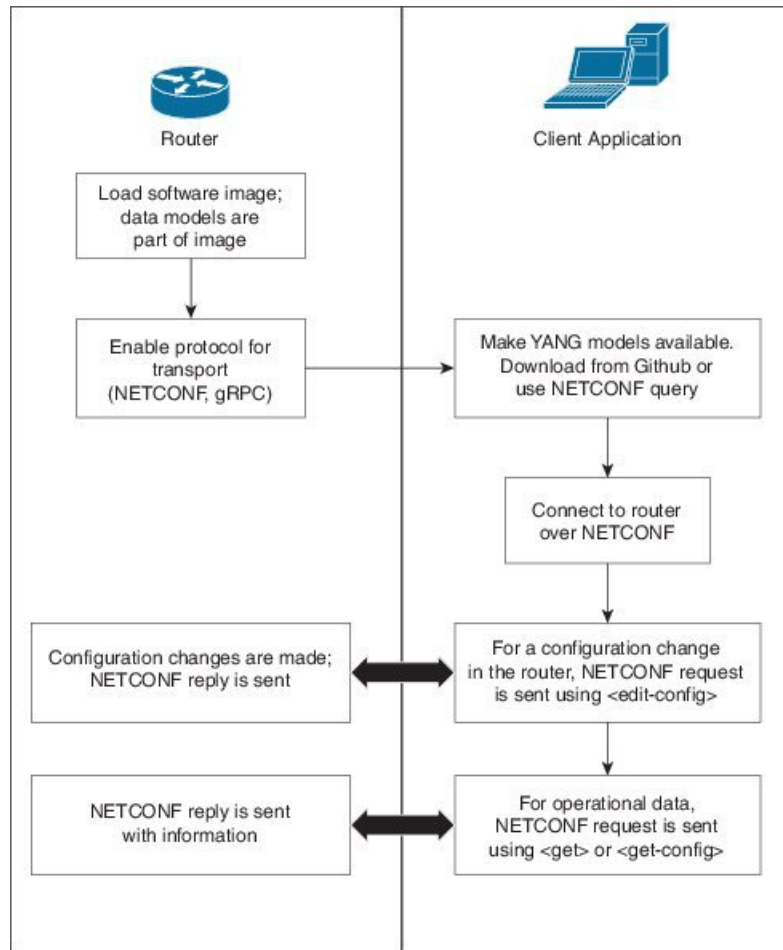 Router
Client Application
Load software image;
data models are
part of image
Enable protocol for
transport
(NETCONF, gRPC)
Make YANG models available.
Download from Github or
use NETCONF query
Connect to router
over NETCONF
Configuration changes are made;
NETCONF reply is sent
For a configuration change
in the router, NETCONF request
is sent using <edit-config>
NETCONF reply is sent
with information
For operational data,
NETCONF request is sent
using <get> or <get-config>